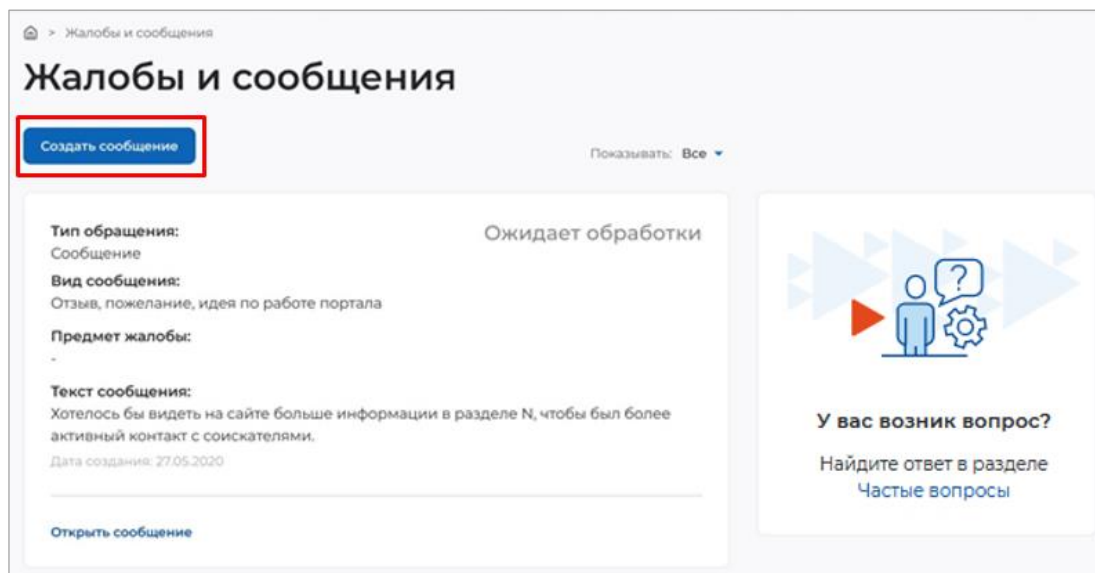 > Жалобы и сообщения
Жалобы и сообщения
Создать сообщение
Показывать: Все
Тип обращения:
Ожидает обработки
Сообщение
Вид сообщения:
Отзыв, пожелание, идея по работе портала
Предмет жалобы:
-
Текст сообщения:
Хотелось бы видеть на сайте больше информации в разделе N, чтобы был более
активный контакт с соискателями.
Дата создания: 27.05.2020
Открыть сообщение
?
У вас возник вопрос?
Найдите ответ в разделе
Частые вопросы